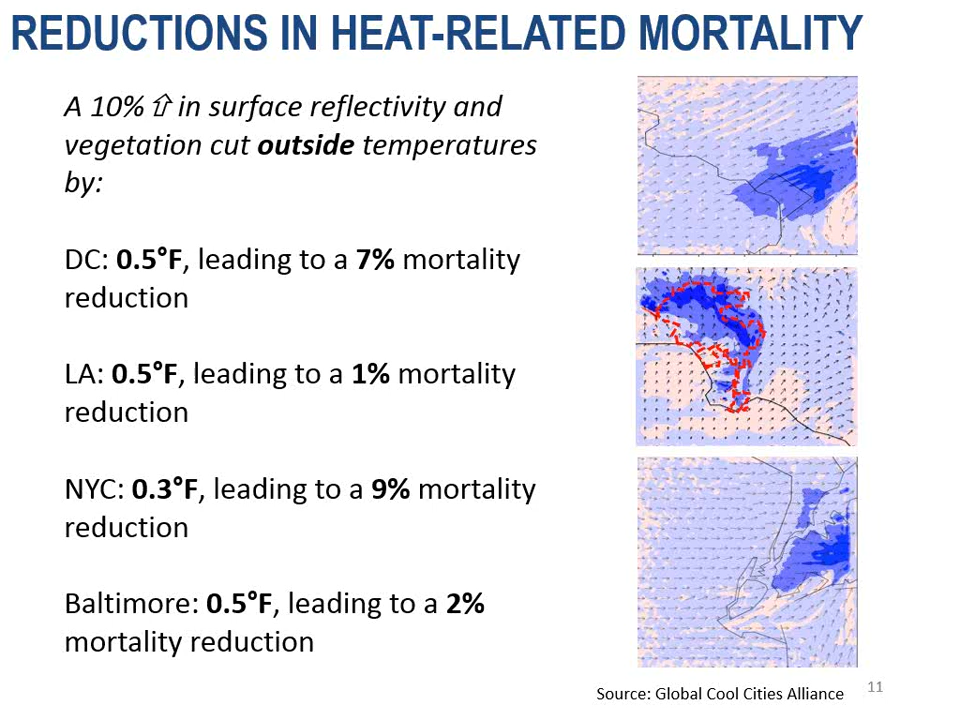 REDUCTIONS IN HEAT-RELATED MORTALITY
A 10% ⇧ in surface reflectivity and
vegetation cut outside temperatures
by:
DC: 0.5°F, leading to a 7% mortality
reduction
LA: 0.5°F, leading to a 1% mortality
reduction
NYC: 0.3°F, leading to a 9% mortality
reduction
Baltimore: 0.5°F, leading to a 2%
mortality reduction
Source: Global Cool Cities Alliance
11